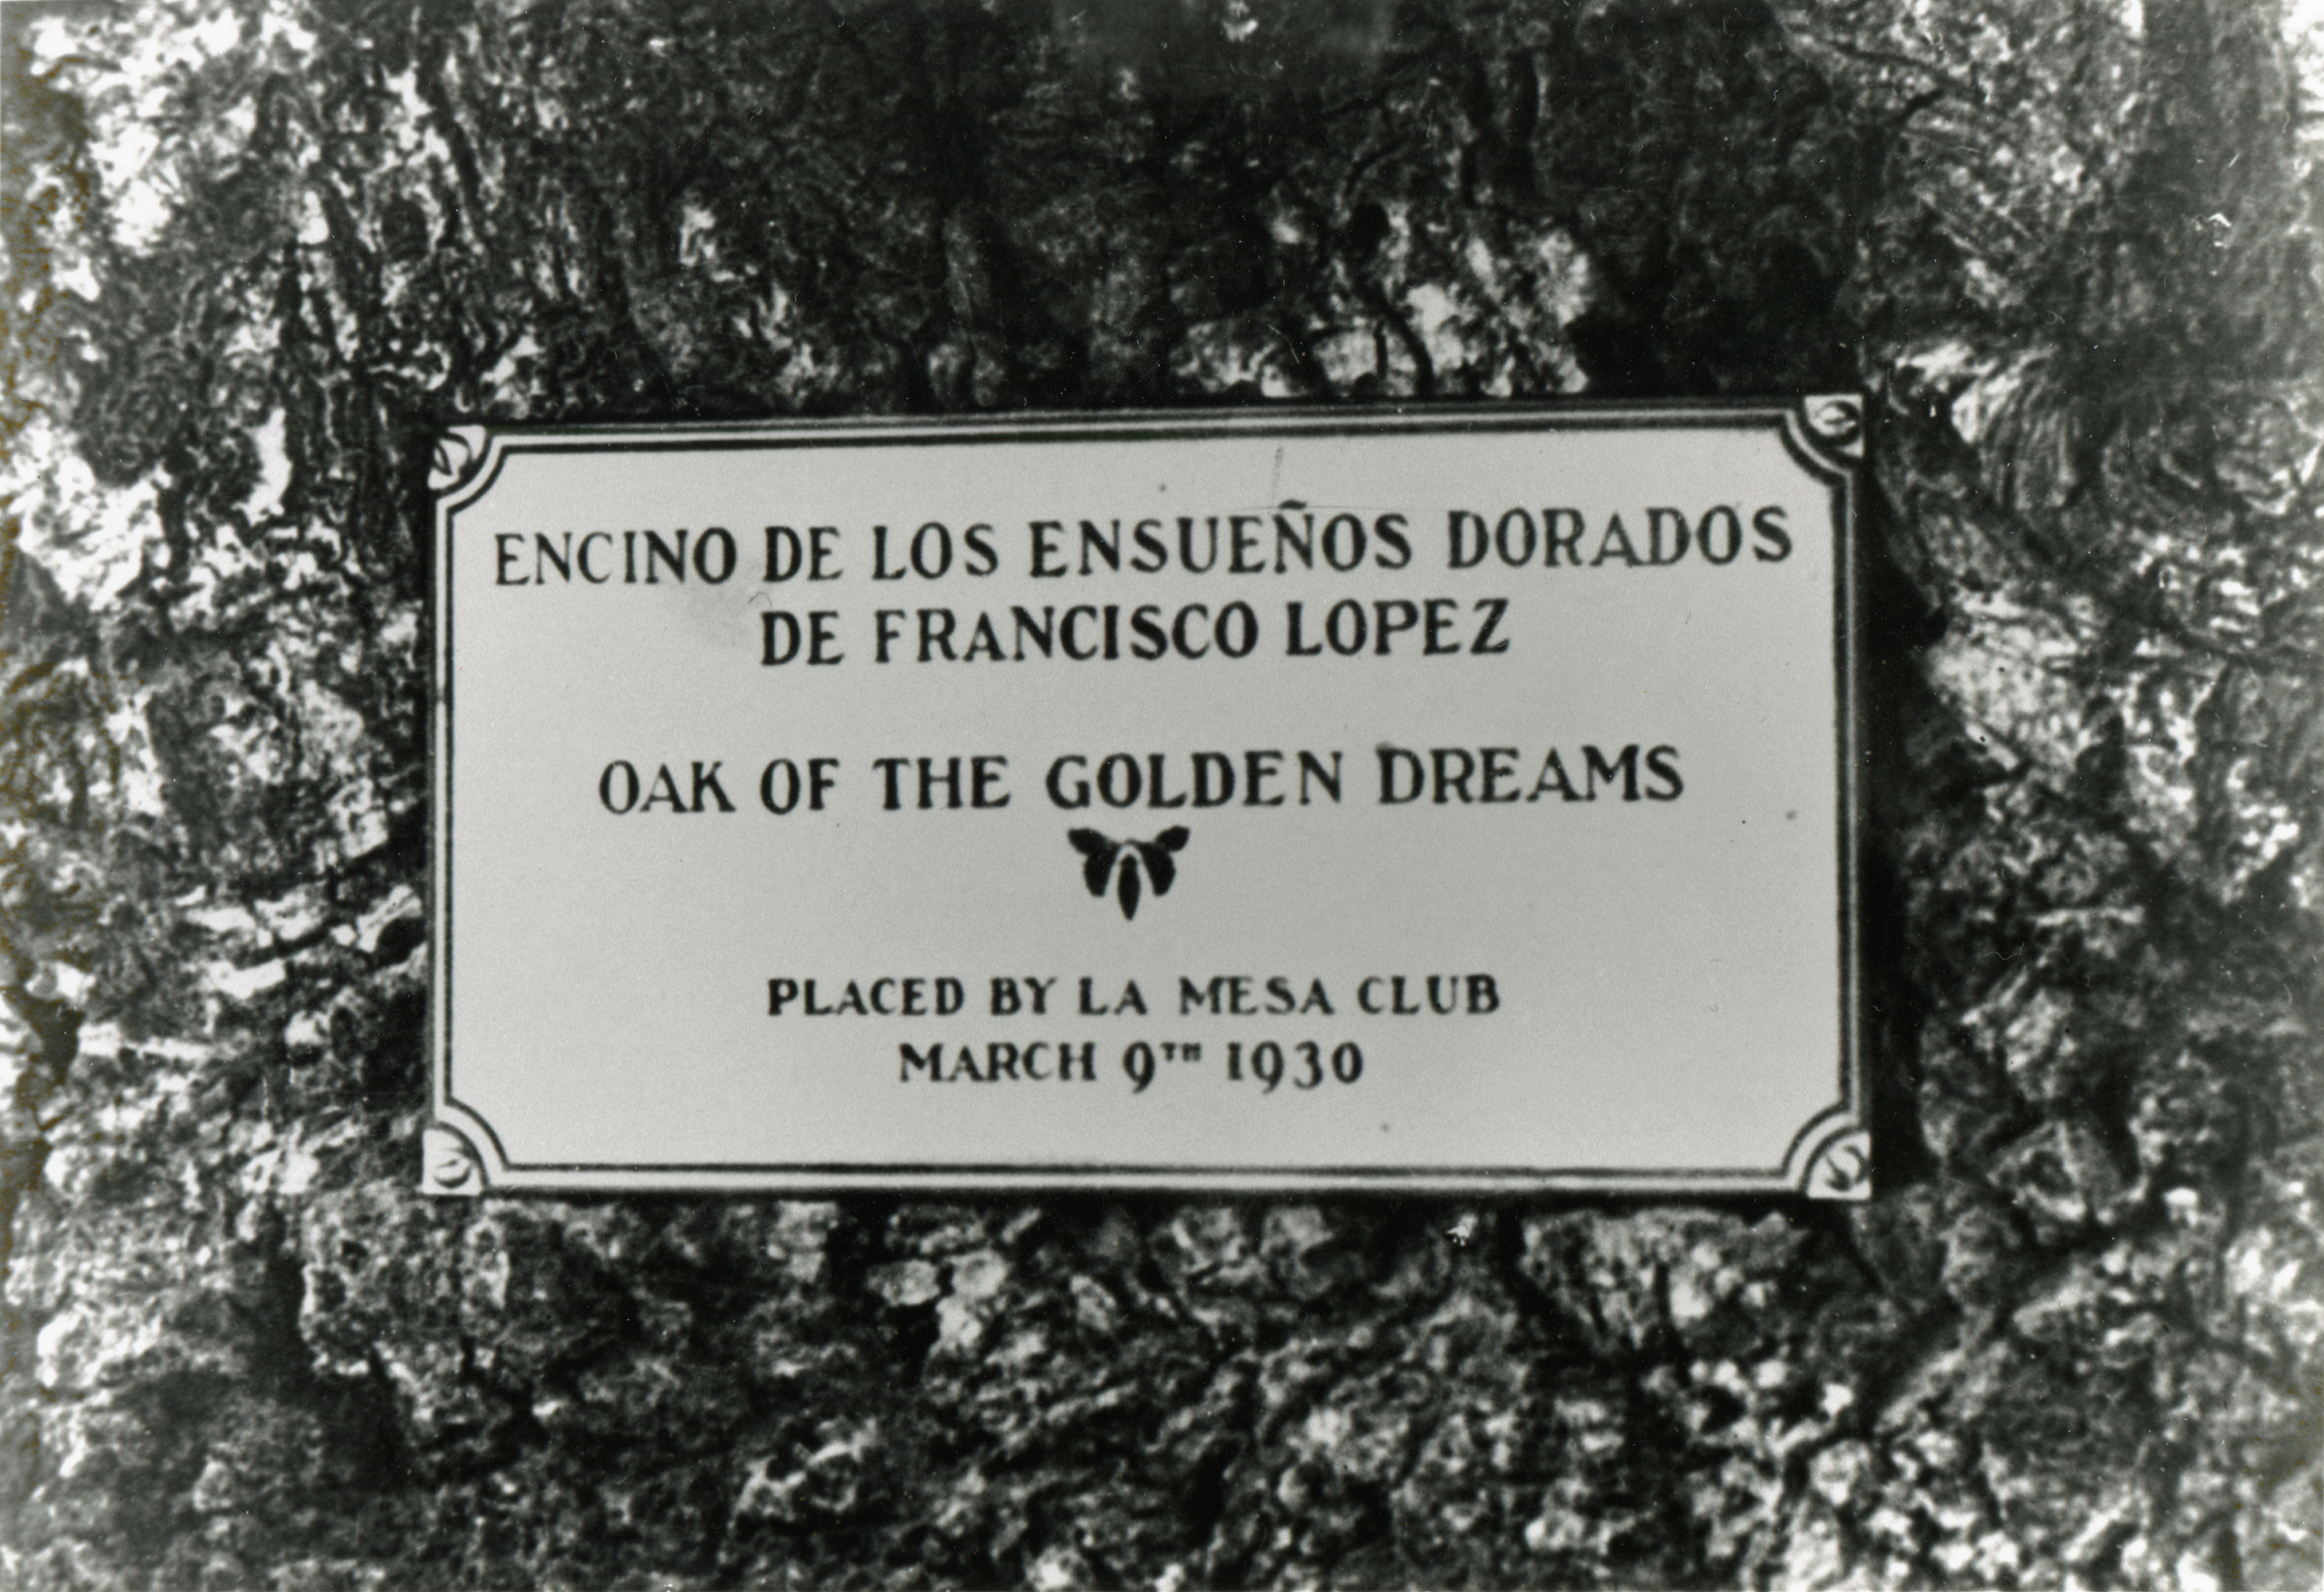 ENCINO DE LOS ENSUEÑOS DORADOS
DE FRANCISCO LOPEZ
OAK OF THE GOLDEN DREAMS
PLACED BY LA MESA CLUB
MARCH 9TH 1930